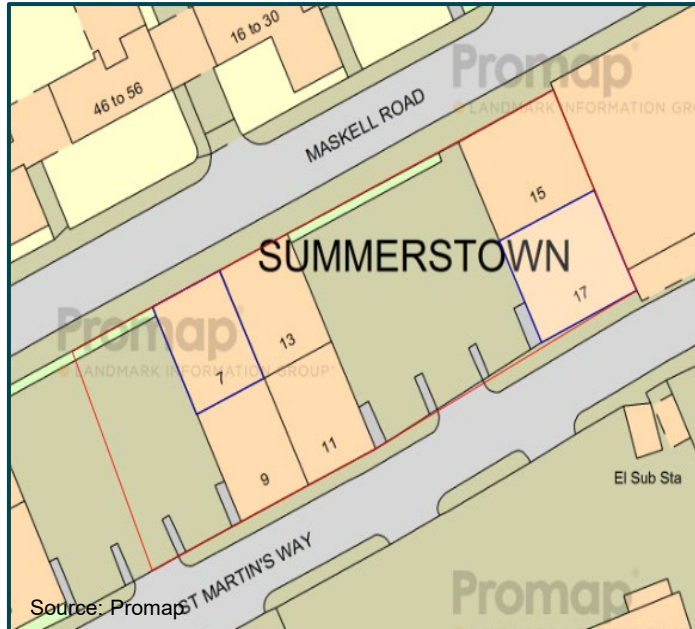 16 to 30
46 to 56
Promap
LANDMARK INFORMATION GRO
MASKELL ROAD
15
SUMMERSTOWN
17
Promap
LANDMARK INFORMATION GROUP
13
7
11
9
El Sub Sta
ST MARTIN'S WAY
Promap
Source: Promap